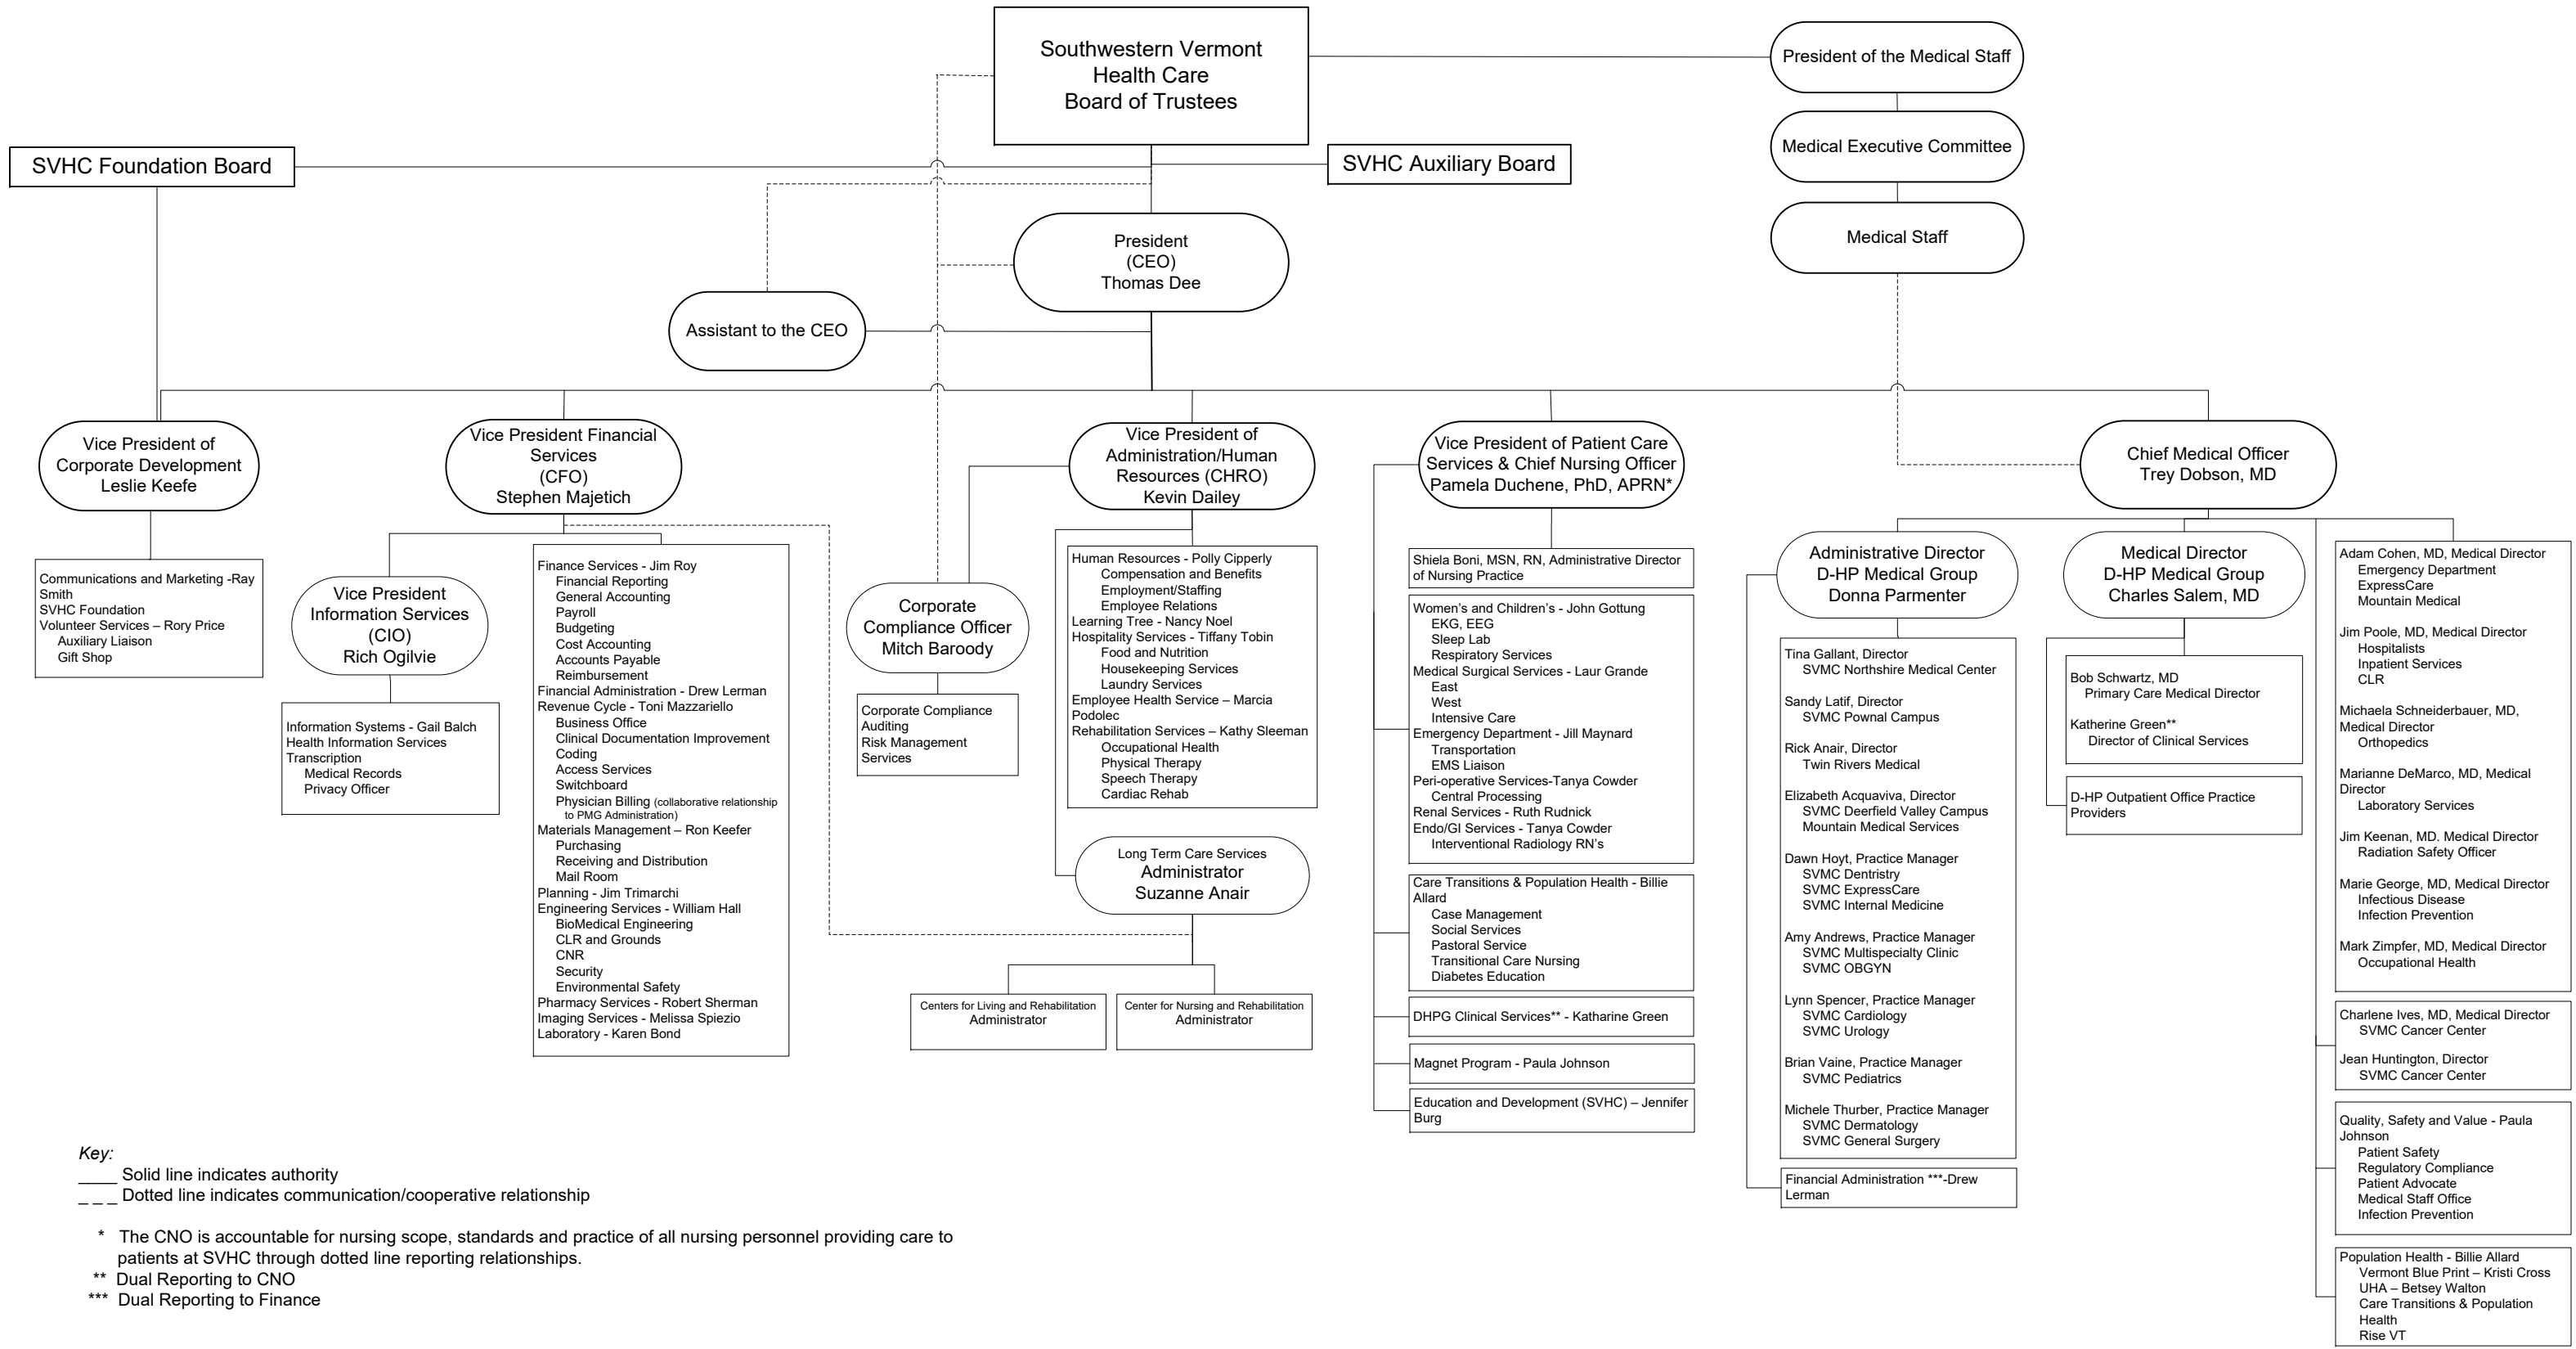 Southwestern Vermont
Health Care
Board of Trustees
President of the Medical Staff
Medical Executive Committee
Medical Staff
SVHC Foundation Board
SVHC Auxiliary Board
President
(CEO)
Thomas Dee
Assistant to the CEO
Vice President of
Corporate Development
Leslie Keefe
Vice President Financial
Services
(CFO)
Stephen Majetich
Vice President of
Administration/Human
Resources (CHRO)
Kevin Dailey
Vice President of Patient Care
Services & Chief Nursing Officer
Pamela Duchene, PhD, APRN*
Chief Medical Officer
Trey Dobson, MD
Communications and Marketing -Ray
Smith
SVHC Foundation
Volunteer Services – Rory Price
Auxiliary Liaison
Gift Shop
Vice President
Information Services
(CIO)
Rich Ogilvie
Information Systems - Gail Balch
Health Information Services
Transcription
Medical Records
Privacy Officer
Finance Services - Jim Roy
Financial Reporting
General Accounting
Payroll
Budgeting
Cost Accounting
Accounts Payable
Reimbursement
Financial Administration - Drew Lerman
Revenue Cycle - Toni Mazzariello
Business Office
Clinical Documentation Improvement
Coding
Access Services
Switchboard
Physician Billing (collaborative relationship
to PMG Administration)
Materials Management – Ron Keefer
Purchasing
Receiving and Distribution
Mail Room
Planning - Jim Trimarchi
Engineering Services - William Hall
BioMedical Engineering
CLR and Grounds
CNR
Security
Environmental Safety
Pharmacy Services - Robert Sherman
Imaging Services - Melissa Spiezio
Laboratory - Karen Bond
Corporate
Compliance Officer
Mitch Baroody
Corporate Compliance
Auditing
Risk Management
Services
Human Resources - Polly Cipperly
Compensation and Benefits
Employment/Staffing
Employee Relations
Learning Tree - Nancy Noel
Hospitality Services - Tiffany Tobin
Food and Nutrition
Housekeeping Services
Laundry Services
Employee Health Service – Marcia
Podolec
Rehabilitation Services – Kathy Sleeman
Occupational Health
Physical Therapy
Speech Therapy
Cardiac Rehab
Long Term Care Services
Administrator
Suzanne Anair
Centers for Living and Rehabilitation
Administrator
Center for Nursing and Rehabilitation
Administrator
Shiela Boni, MSN, RN, Administrative Director
of Nursing Practice
Women's and Children's - John Gottung
EKG, EEG
Sleep Lab
Respiratory Services
Medical Surgical Services - Laur Grande
East
West
Intensive Care
Emergency Department - Jill Maynard
Transportation
EMS Liaison
Peri-operative Services-Tanya Cowder
Central Processing
Renal Services - Ruth Rudnick
Endo/GI Services - Tanya Cowder
Interventional Radiology RN's
Care Transitions & Population Health - Billie
Allard
Case Management
Social Services
Pastoral Service
Transitional Care Nursing
Diabetes Education
DHPG Clinical Services** - Katharine Green
Magnet Program - Paula Johnson
Education and Development (SVHC) – Jennifer
Burg
Administrative Director
D-HP Medical Group
Donna Parmenter
Tina Gallant, Director
SVMC Northshire Medical Center
Sandy Latif, Director
SVMC Pownal Campus
Rick Anair, Director
Twin Rivers Medical
Elizabeth Acquaviva, Director
SVMC Deerfield Valley Campus
Mountain Medical Services
Dawn Hoyt, Practice Manager
SVMC Dentristry
SVMC ExpressCare
SVMC Internal Medicine
Amy Andrews, Practice Manager
SVMC Multispecialty Clinic
SVMC OBGYN
Lynn Spencer, Practice Manager
SVMC Cardiology
SVMC Urology
Brian Vaine, Practice Manager
SVMC Pediatrics
Michele Thurber, Practice Manager
SVMC Dermatology
SVMC General Surgery
Financial Administration ***-Drew
Lerman
Medical Director
D-HP Medical Group
Charles Salem, MD
Bob Schwartz, MD
Primary Care Medical Director
Katherine Green**
Director of Clinical Services
D-HP Outpatient Office Practice
Providers
Adam Cohen, MD, Medical Director
Emergency Department
ExpressCare
Mountain Medical
Jim Poole, MD, Medical Director
Hospitalists
Inpatient Services
CLR
Michaela Schneiderbauer, MD,
Medical Director
Orthopedics
Marianne DeMarco, MD, Medical
Director
Laboratory Services
Jim Keenan, MD. Medical Director
Radiation Safety Officer
Marie George, MD, Medical Director
Infectious Disease
Infection Prevention
Mark Zimpfer, MD, Medical Director
Occupational Health
Charlene Ives, MD, Medical Director
SVMC Cancer Center
Jean Huntington, Director
SVMC Cancer Center
Quality, Safety and Value - Paula
Johnson
Patient Safety
Regulatory Compliance
Patient Advocate
Medical Staff Office
Infection Prevention
Population Health - Billie Allard
Vermont Blue Print – Kristi Cross
UHA – Betsey Walton
Care Transitions & Population
Health
Rise VT
Key:
____ Solid line indicates authority
_ _ _ Dotted line indicates communication/cooperative relationship
* The CNO is accountable for nursing scope, standards and practice of all nursing personnel providing care to
patients at SVHC through dotted line reporting relationships.
** Dual Reporting to CNO
*** Dual Reporting to Finance